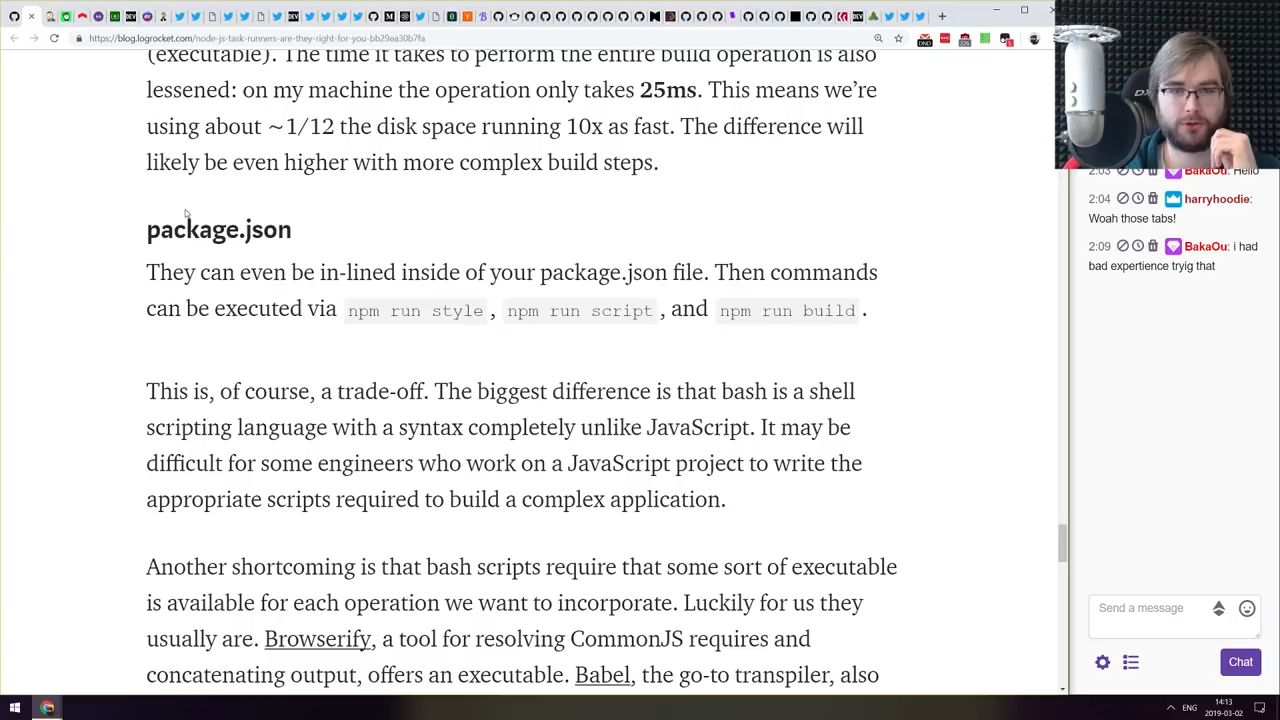 https://blog.logrocket.com/node-js-task-runners-are-they-right-for-you-bb29ea30b7fa
(executable). The time it takes to perform the entire build operation is also
lessened: on my machine the operation only takes 25ms. This means we're
using about ~1/12 the disk space running 10x as fast. The difference will
likely be even higher with more complex build steps.
package.json
They can even be in-lined inside of your package.json file. Then commands
can be executed via npm run style, npm run script, and npm run build.
This is, of course, a trade-off. The biggest difference is that bash is a shell
scripting language with a syntax completely unlike JavaScript. It may be
difficult for some engineers who work on a JavaScript project to write the
appropriate scripts required to build a complex application.
Another shortcoming is that bash scripts require that some sort of executable
is available for each operation we want to incorporate. Luckily for us they
usually are. Browserify, a tool for resolving CommonJS requires and
concatenating output, offers an executable. Babel, the go-to transpiler, also
2:03 BakaOu: Hello
2:04 harryhoodie:
Woah those tabs!
2:09 BakaOu: i had
bad expertience tryig that
Send a message
Chat
ENG
14:13
2019-03-02